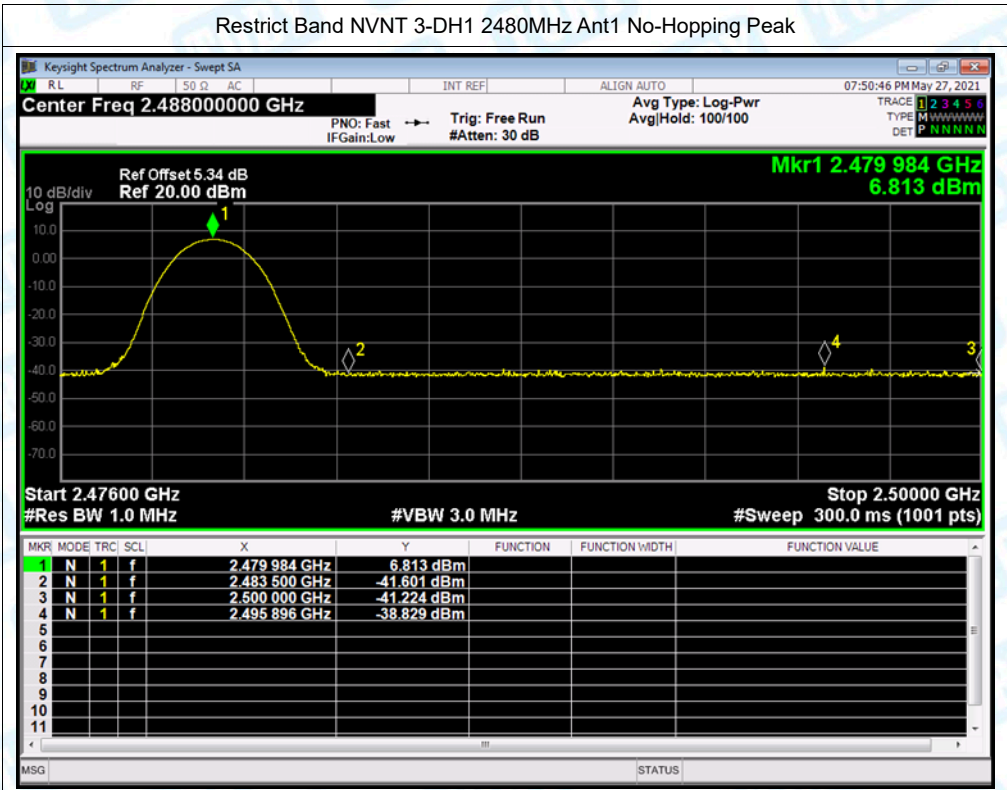 Restrict Band NVNT 3-DH1 2480MHz Ant1 No-Hopping Peak
Keysight Spectrum Analyzer - Swept SA
LXI RL RF 50 Ω AC INT REF ALIGN AUTO 07:50:46 PM May 27, 2021
Center Freq 2.488000000 GHz Avg Type: Log-Pwr TRACE 1 2 3 4 5 6
PNO: Fast Trig: Free Run Avg|Hold: 100/100 TYPE M WWWWW
IFGain:Low #Atten: 30 dB DET P N N N N N
Mkr1 2.479 984 GHz
6.813 dBm
Ref Offset 5.34 dB
10 dB/div Ref 20.00 dBm
Log
1
10.0
0.00
-10.0
-20.0
-30.0
2 4 3
-40.0
-50.0
-60.0
-70.0
Start 2.47600 GHz Stop 2.50000 GHz
#Res BW 1.0 MHz #VBW 3.0 MHz #Sweep 300.0 ms (1001 pts)
MKR MODE TRC SCL X Y FUNCTION FUNCTION WIDTH FUNCTION VALUE
1 N 1 f 2.479 984 GHz 6.813 dBm
2 N 1 f 2.483 500 GHz -41.601 dBm
3 N 1 f 2.500 000 GHz -41.224 dBm
4 N 1 f 2.495 896 GHz -38.829 dBm
5
6
7
8
9
10
11
MSG STATUS